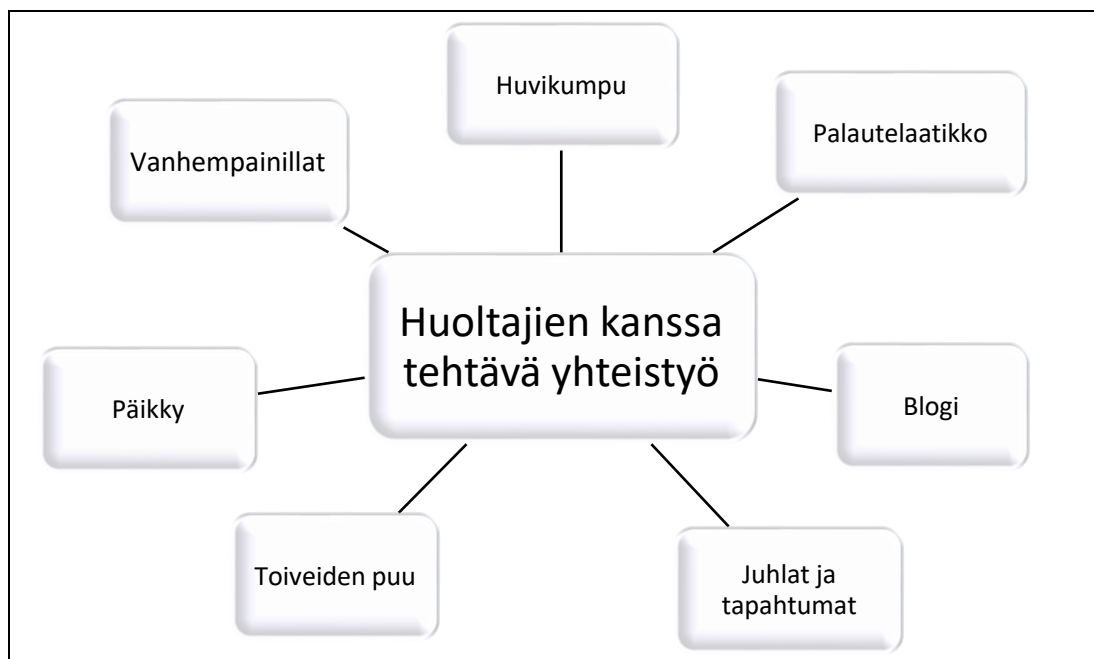 Huvikumpu
Palautelaatikko
Vanhempainillat
Huoltajien kanssa
tehtävä yhteistyö
Päikky
Blogi
Toiveiden puu
Juhlat ja
tapahtumat